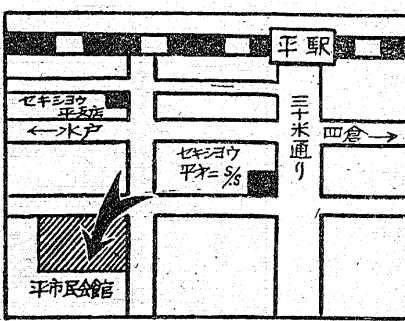 平駅
セキショウ
平支店
←→水戸
三十米通り
四倉→
セキショウ
平才二 S/S
平市民会館